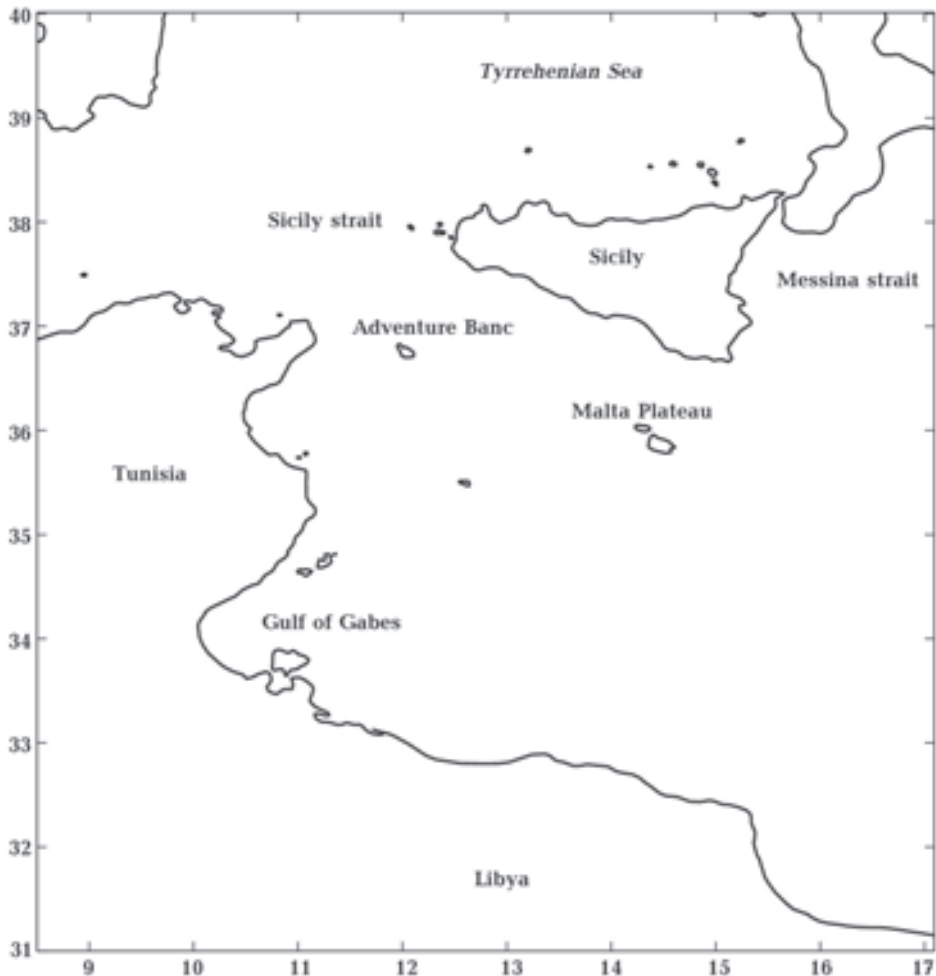 40
Tyrrehenian Sea
39
38
Sicily strait
Sicily
Messina strait
37
Adventure Banc
Malta Plateau
36
Tunisia
35
Gulf of Gabes
34
33
32
Libya
31
9 10 11 12 13 14 15 16 17